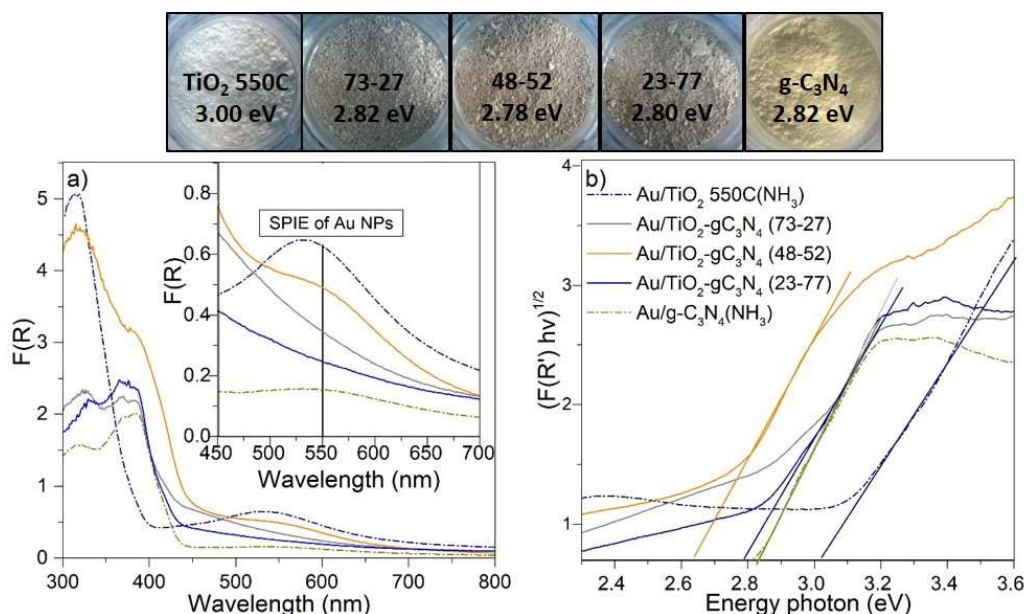 TiO₂ 550C
3.00 eV
73-27
2.82 eV
48-52
2.78 eV
23-77
2.80 eV
g-C₃N₄
2.82 eV
a)
5
4
3
2
1
0
F(R)
300 400 500 600 700 800
Wavelength (nm)
1.0
0.8
0.6
0.4
0.2
0.0
F(R)
SPIE of Au NPs
450 500 550 600 650 700
Wavelength (nm)
b)
4
3
2
1
(F(R') hν)^1/2
Au/TiO₂ 550C(NH₃)
Au/TiO₂-gC₃N₄ (73-27)
Au/TiO₂-gC₃N₄ (48-52)
Au/TiO₂-gC₃N₄ (23-77)
Au/g-C₃N₄(NH₃)
2.4 2.6 2.8 3.0 3.2 3.4 3.6
Energy photon (eV)